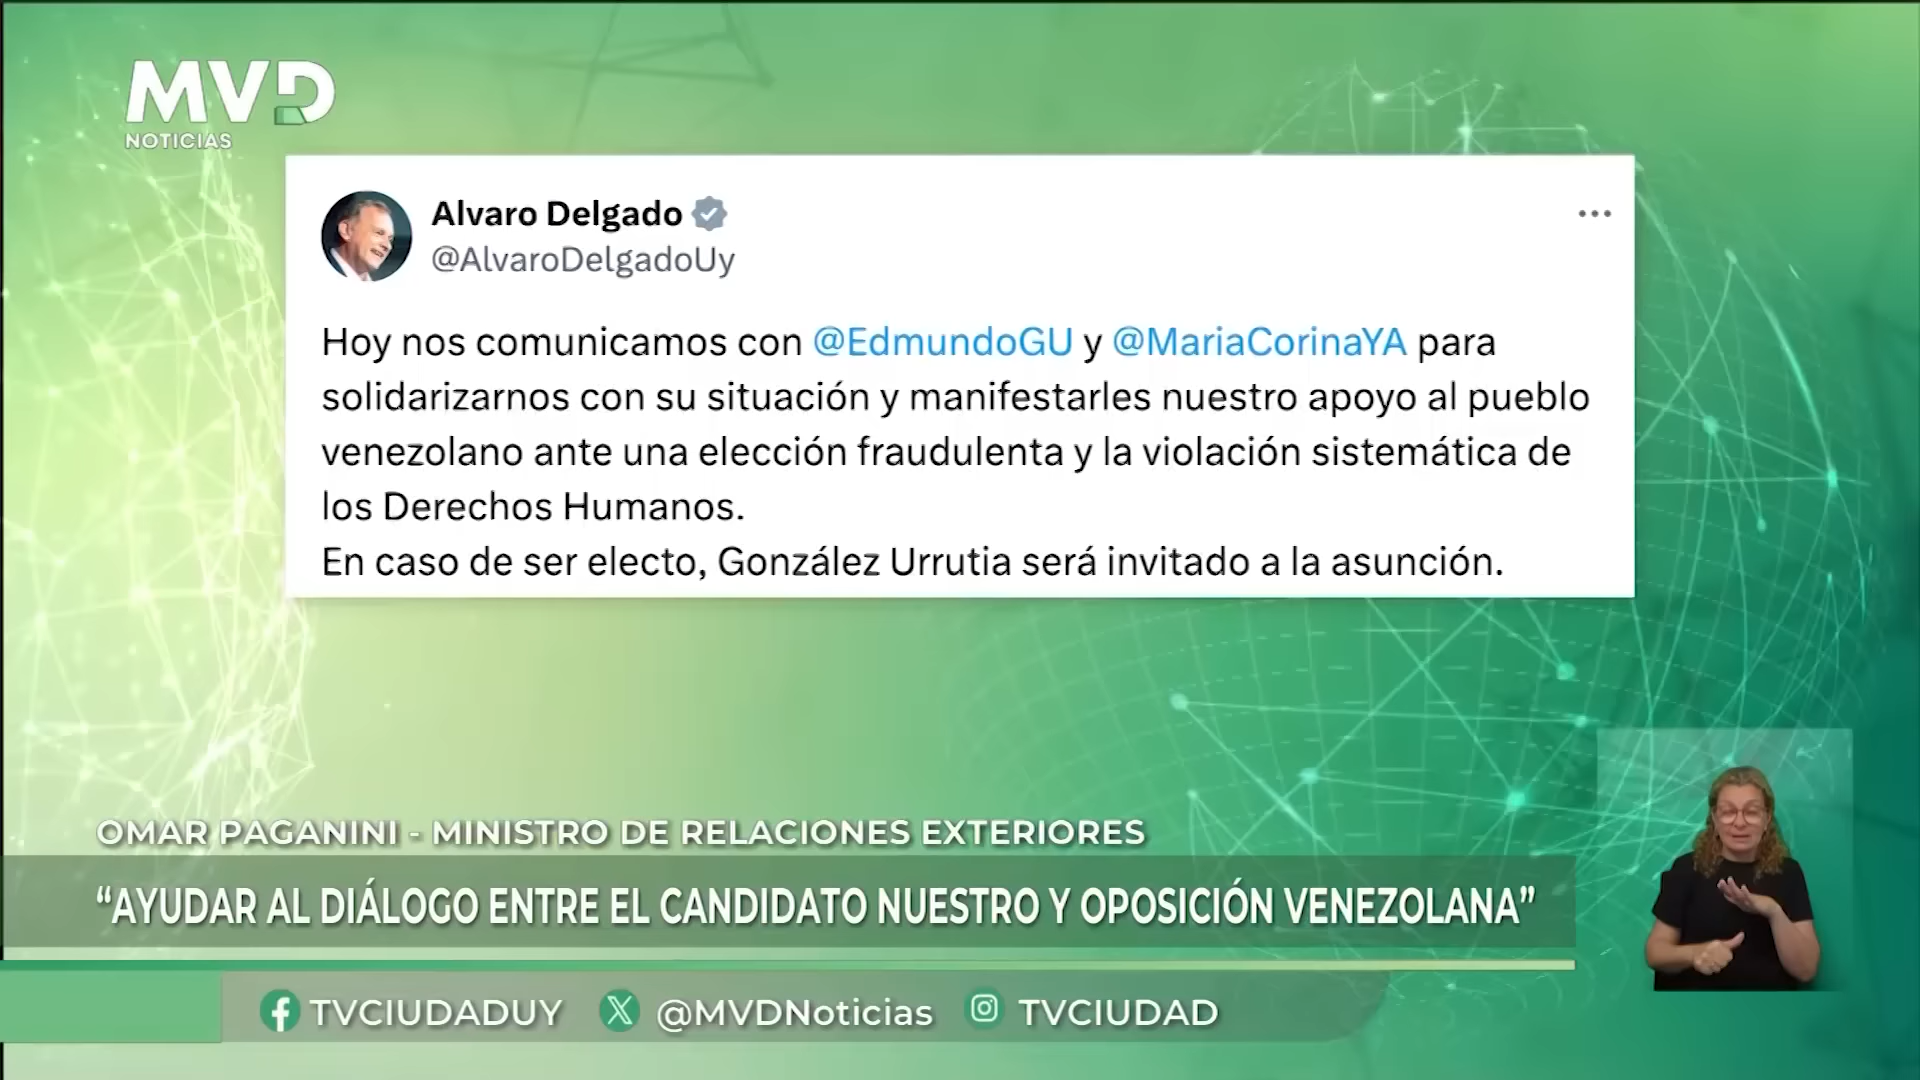 MVD
NOTICIAS
Alvaro Delgado
@AlvaroDelgadoUy
Hoy nos comunicamos con @EdmundoGU y @MariaCorinaYA para
solidarizarnos con su situación y manifestarles nuestro apoyo al pueblo
venezolano ante una elección fraudulenta y la violación sistemática de
los Derechos Humanos.
En caso de ser electo, González Urrutia será invitado a la asunción.
OMAR PAGANINI - MINISTRO DE RELACIONES EXTERIORES
“AYUDAR AL DIÁLOGO ENTRE EL CANDIDATO NUESTRO Y OPOSICIÓN VENEZOLANA”
TVCIUDADUY @MVDNoticias TVCIUDAD